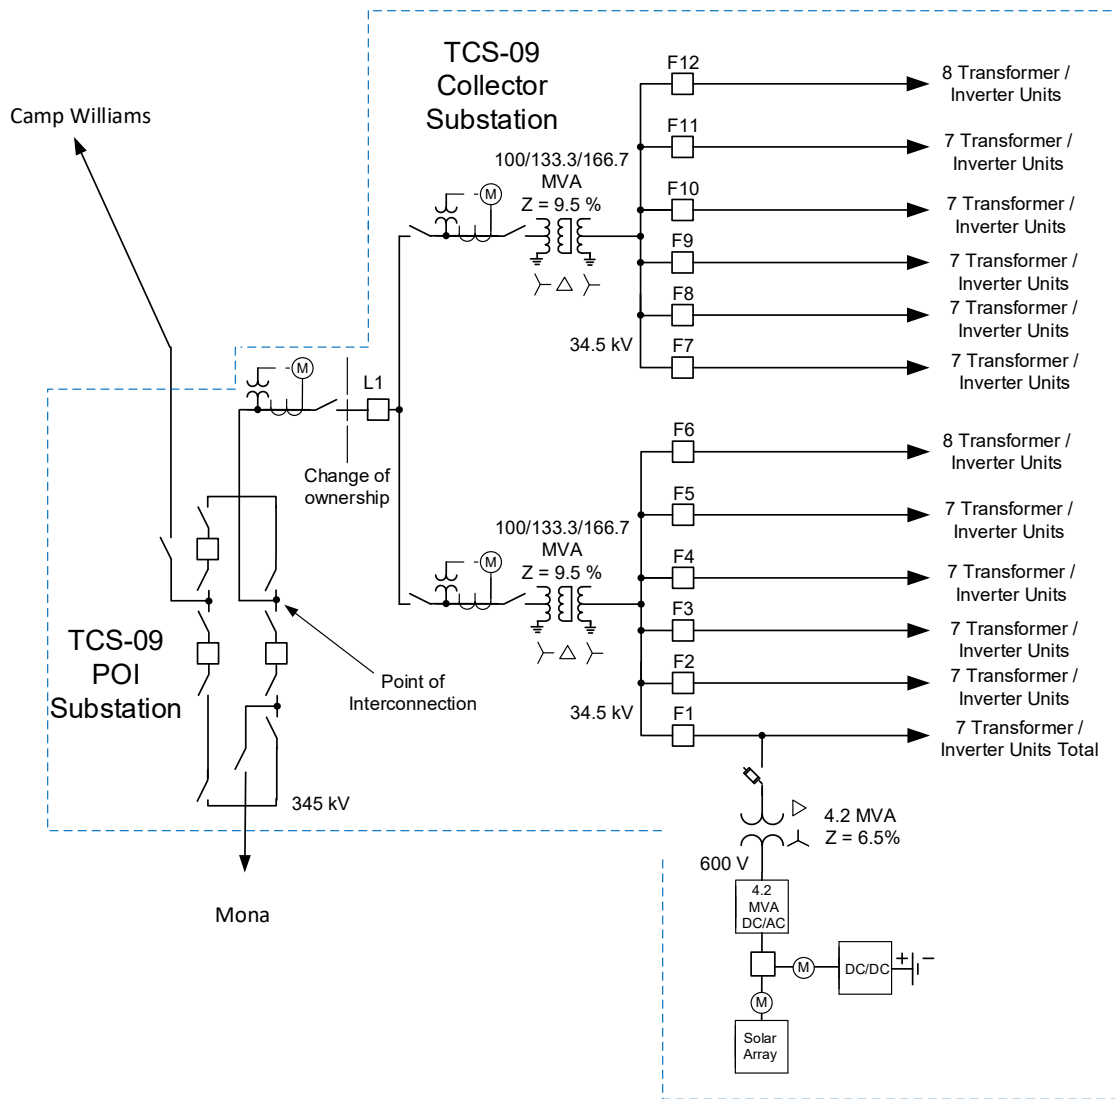 TCS-09
Collector
Substation
Camp Williams
100/133.3/166.7
MVA
Z = 9.5 %
M
F12
8 Transformer /
Inverter Units
F11
7 Transformer /
Inverter Units
F10
7 Transformer /
Inverter Units
F9
7 Transformer /
Inverter Units
F8
7 Transformer /
Inverter Units
F7
7 Transformer /
Inverter Units
34.5 kV
M
L1
Change of
ownership
100/133.3/166.7
MVA
Z = 9.5 %
M
F6
8 Transformer /
Inverter Units
F5
7 Transformer /
Inverter Units
F4
7 Transformer /
Inverter Units
F3
7 Transformer /
Inverter Units
F2
7 Transformer /
Inverter Units
F1
7 Transformer /
Inverter Units Total
34.5 kV
TCS-09
POI
Substation
Point of
Interconnection
345 kV
Mona
4.2 MVA
Z = 6.5%
600 V
4.2
MVA
DC/AC
M
DC/DC
+ −
M
Solar
Array